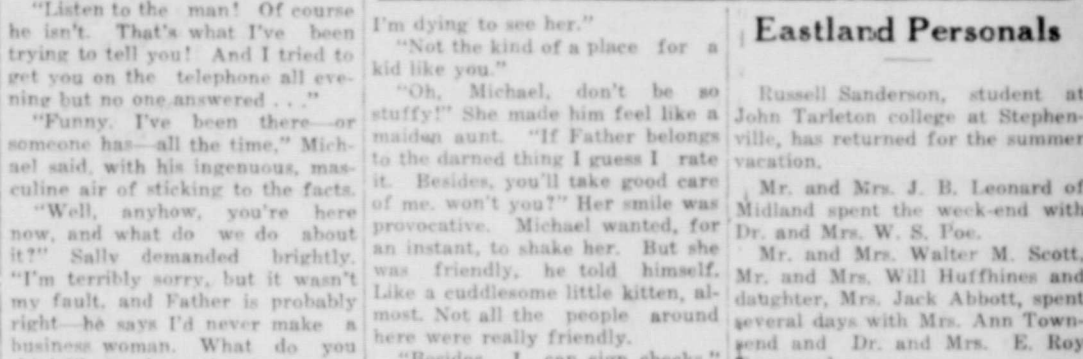 "Listen to the man! Of course
he isn't. That's what I've been
trying to tell you! And I tried to
get you on the telephone all eve-
ning but no one answered . . ."
"Funny. I've been there—or
someone has—all the time," Mich-
ael said, with his ingenuous, mas-
culine air of sticking to the facts.
"Well, anyhow, you're here
now, and what do we do about
it?" Sally demanded brightly.
"I'm terribly sorry, but it wasn't
my fault, and Father is probably
right—he says I'd never make a
business woman. What do you
I'm dying to see her."
"Not the kind of a place for a
kid like you."
"Oh, Michael, don't be so
stuffy!" She made him feel like a
maiden aunt. "If Father belongs
to the darned thing I guess I rate
it. Besides, you'll take good care
of me, won't you?" Her smile was
provocative. Michael wanted, for
an instant, to shake her. But she
was friendly, he told himself.
Like a cuddlesome little kitten, al-
most. Not all the people around
here were really friendly.
"Besides, I can sign checks."
Eastland Personals
Russell Sanderson, student at
John Tarleton college at Stephen-
ville, has returned for the summer
vacation.
Mr. and Mrs. J. B. Leonard of
Midland spent the week-end with
Dr. and Mrs. W. S. Poe.
Mr. and Mrs. Walter M. Scott,
Mr. and Mrs. Will Huffhines and
daughter, Mrs. Jack Abbott, spent
several days with Mrs. Ann Town-
send and Dr. and Mrs. E. Roy